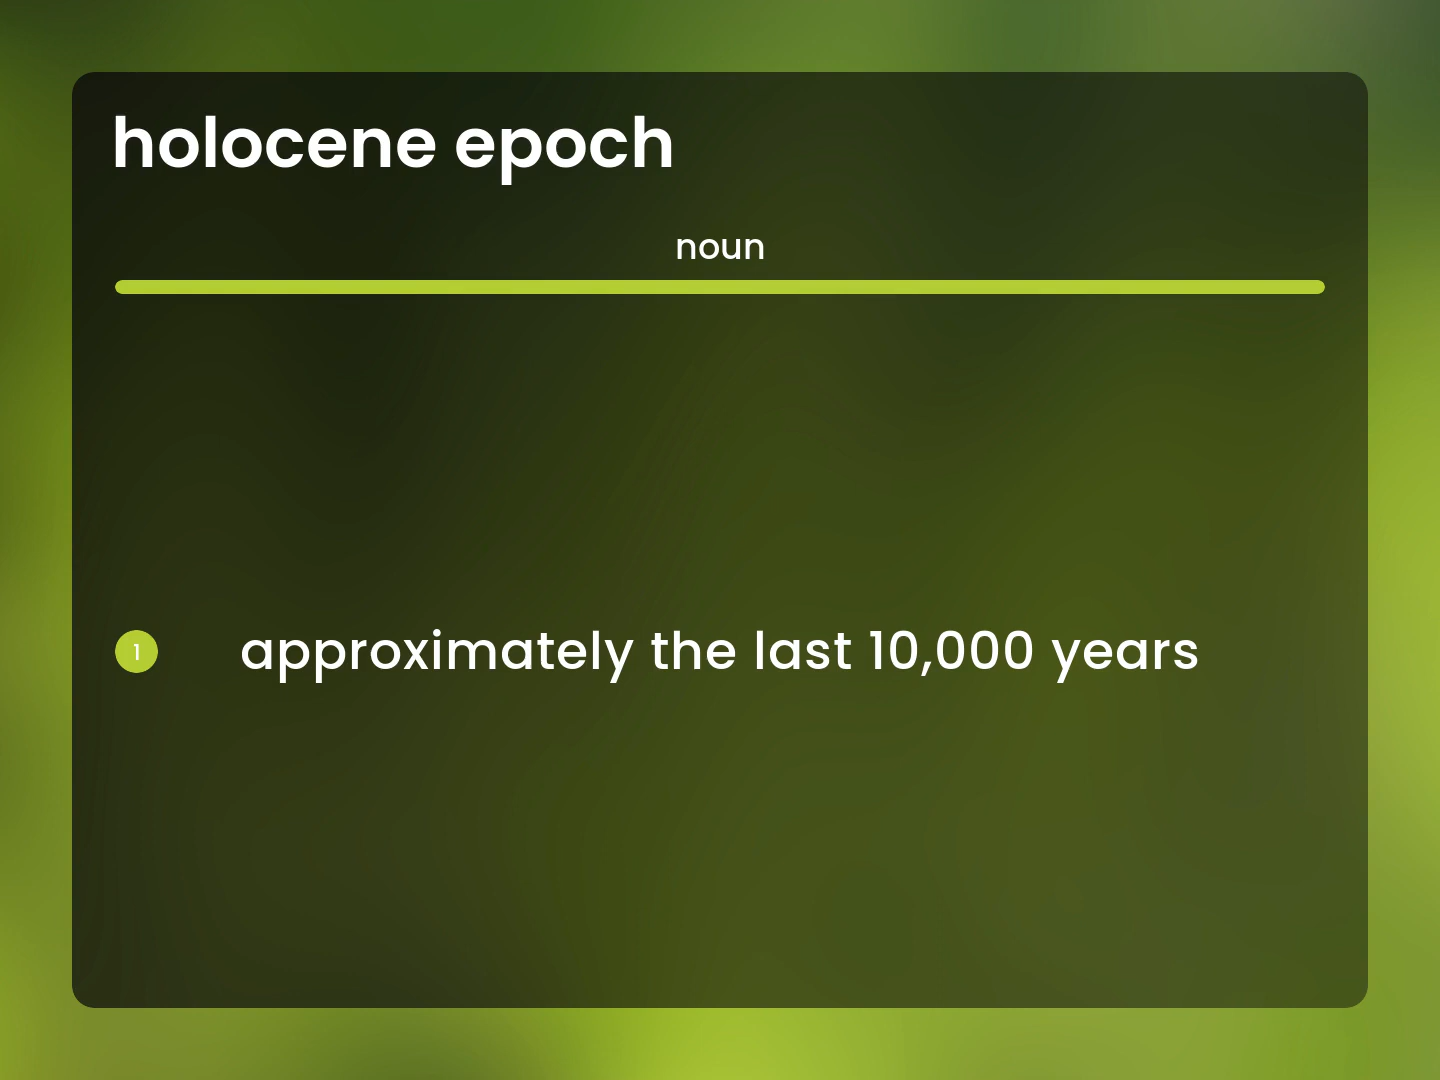 holocene epoch
noun
1 approximately the last 10,000 years